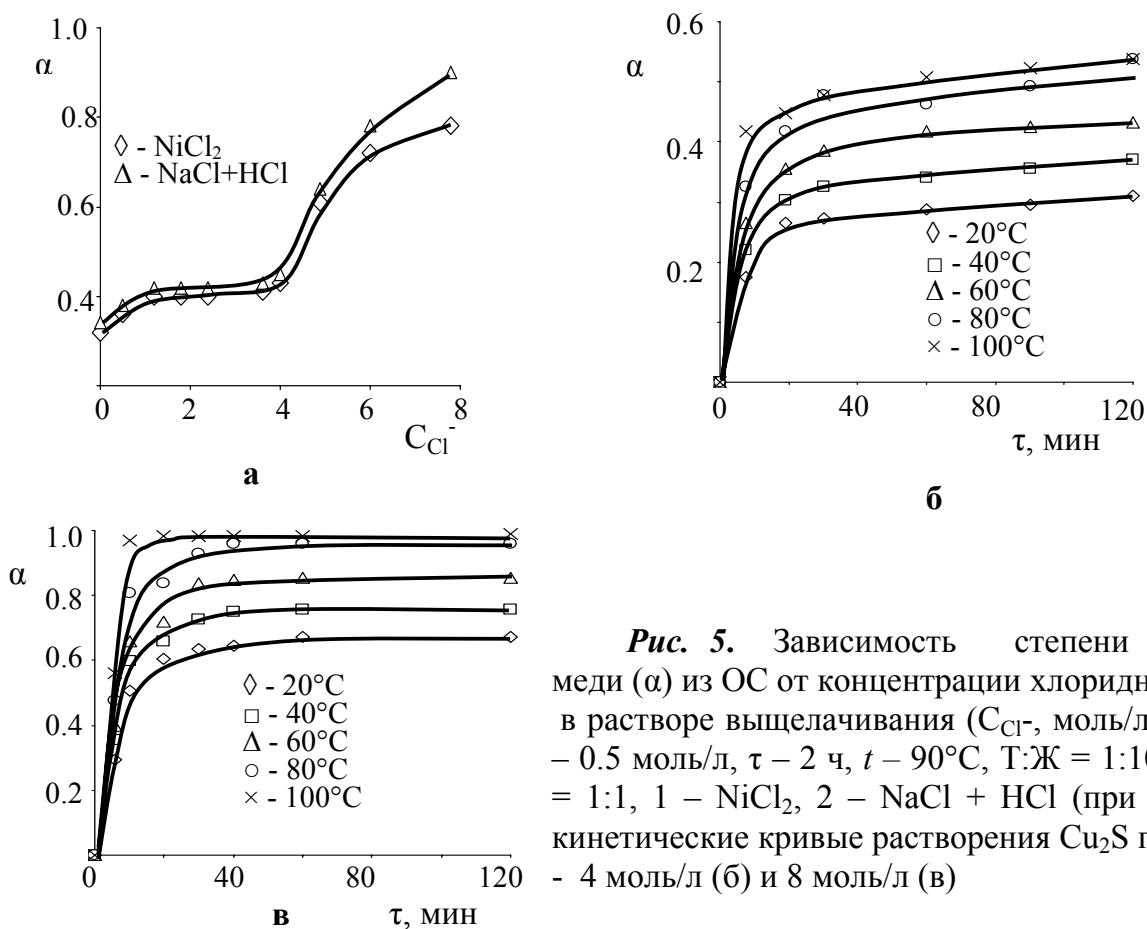 1.0
α
0.8
◊ - NiCl₂
Δ - NaCl+HCl
0.6
0.4
0 2 4 6 8
C_Cl⁻
а
0.6
α
0.4
◊ - 20°C
□ - 40°C
0.2
Δ - 60°C
○ - 80°C
× - 100°C
0 40 80 120
τ, мин
б
1.0
α
0.8
0.6
◊ - 20°C
□ - 40°C
0.4
Δ - 60°C
○ - 80°C
0.2
× - 100°C
0 40 80 120
в τ, мин
Рис. 5. Зависимость степени
меди (α) из ОС от концентрации хлоридн
в растворе выщелачивания (C_Cl-, моль/л
– 0.5 моль/л, τ – 2 ч, t – 90°С, Т:Ж = 1:10
= 1:1, 1 – NiCl₂, 2 – NaCl + HCl (при
кинетические кривые растворения Cu₂S п
- 4 моль/л (б) и 8 моль/л (в)